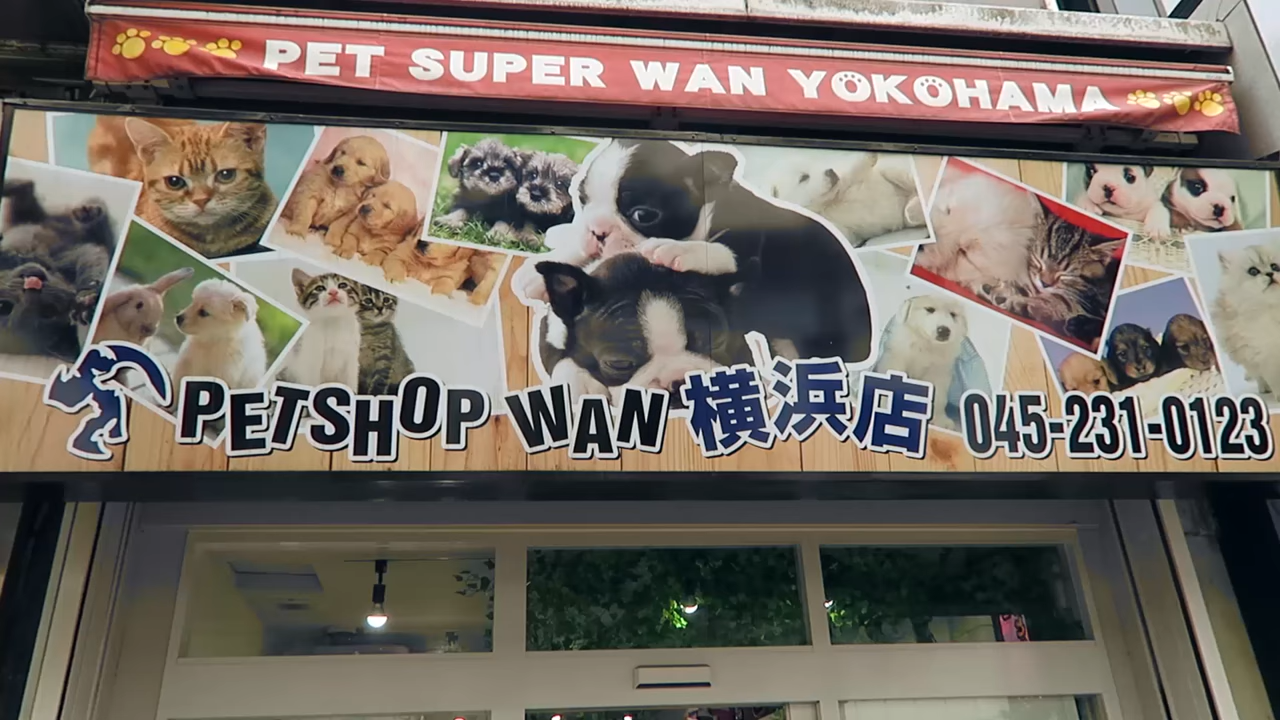 PET SUPER WAN YOKOHAMA
PETSHOP WAN 横浜店 045-231-0123